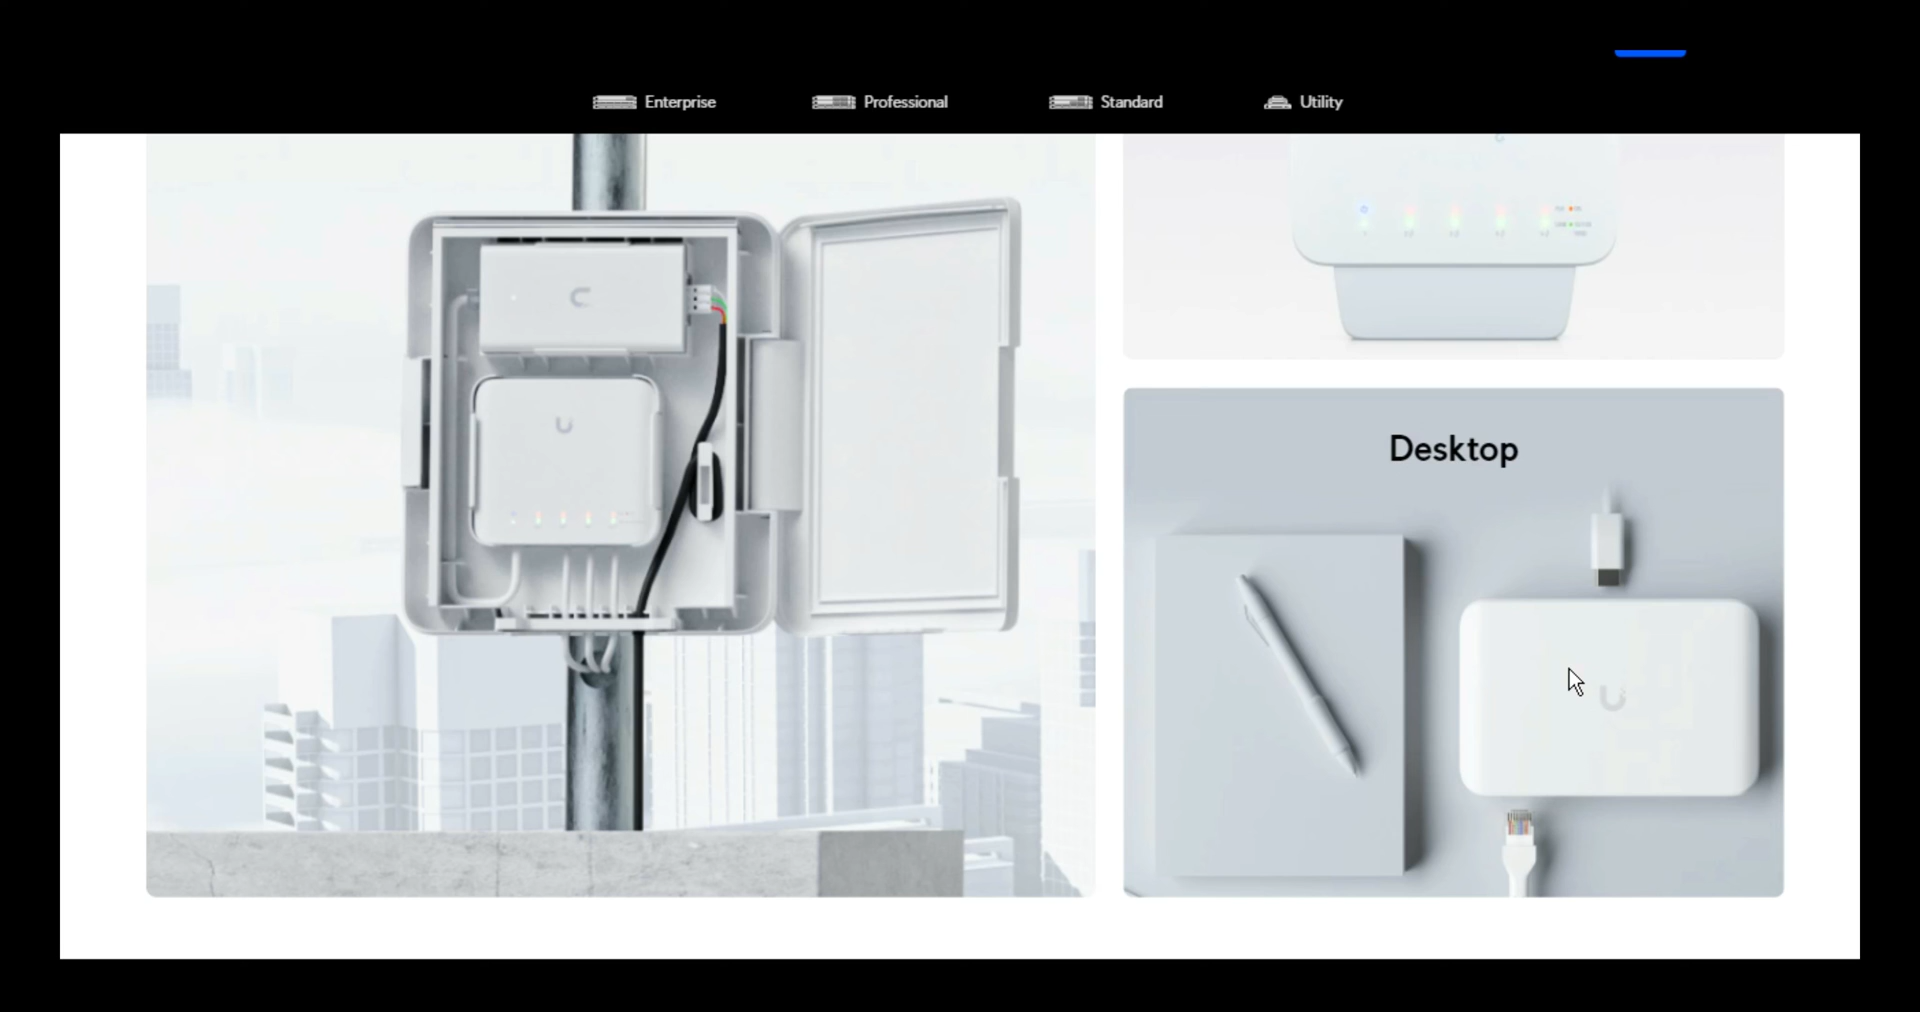 Enterprise
Professional
Standard
Utility
Desktop